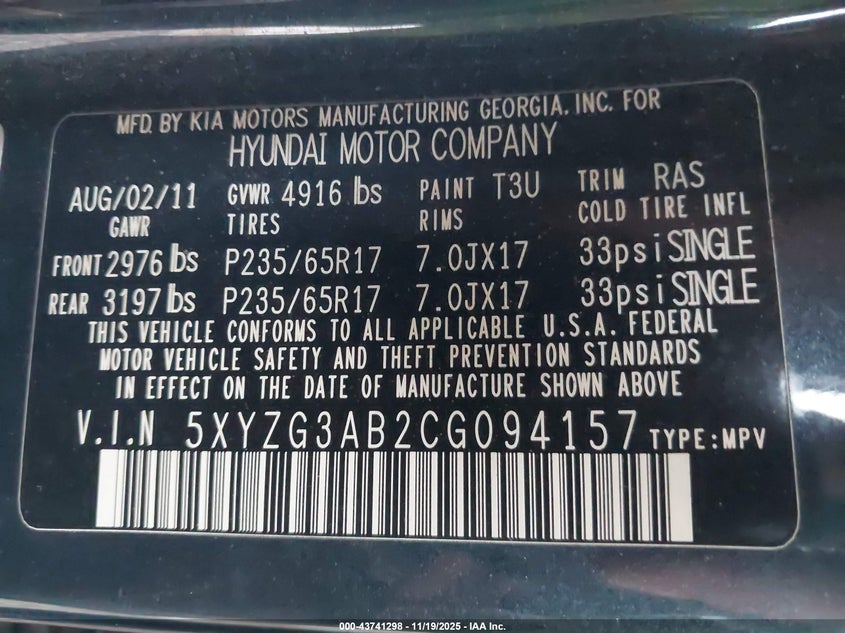 MFD. BY KIA MOTORS MANUFACTURING GEORGIA. INC. FOR
HYUNDAI MOTOR COMPANY
AUG/02/11 GVWR 4916 lbs PAINT T3U TRIM RAS
GAWR TIRES RIMS COLD TIRE INFL
FRONT 2976 lbs P235/65R17 7.0JX17 33psi SINGLE
REAR 3197 lbs P235/65R17 7.0JX17 33psi SINGLE
THIS VEHICLE CONFORMS TO ALL APPLICABLE U.S.A. FEDERAL
MOTOR VEHICLE SAFETY AND THEFT PREVENTION STANDARDS
IN EFFECT ON THE DATE OF MANUFACTURE SHOWN ABOVE
V.I.N 5XYZG3AB2CG094157 TYPE:MPV
000-43741298 - 11/19/2025 - IAA Inc.